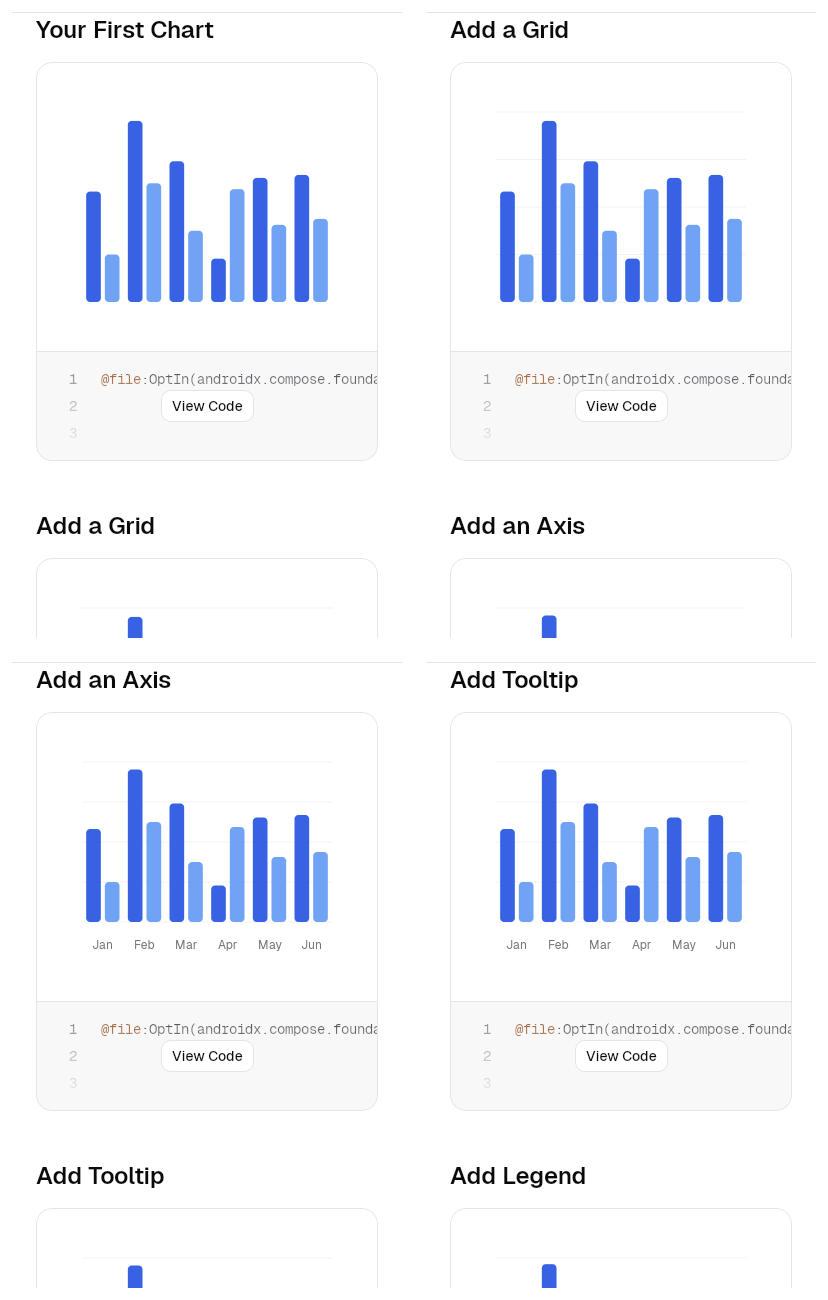 Your First Chart
1 @file:OptIn(androidx.compose.founda
2
View Code
3
Add a Grid
Add a Grid
1 @file:OptIn(androidx.compose.founda
2
View Code
3
Add an Axis
Add an Axis
Jan Feb Mar Apr May Jun
1 @file:OptIn(androidx.compose.founda
2
View Code
3
Add Tooltip
Add Tooltip
Jan Feb Mar Apr May Jun
1 @file:OptIn(androidx.compose.founda
2
View Code
3
Add Legend